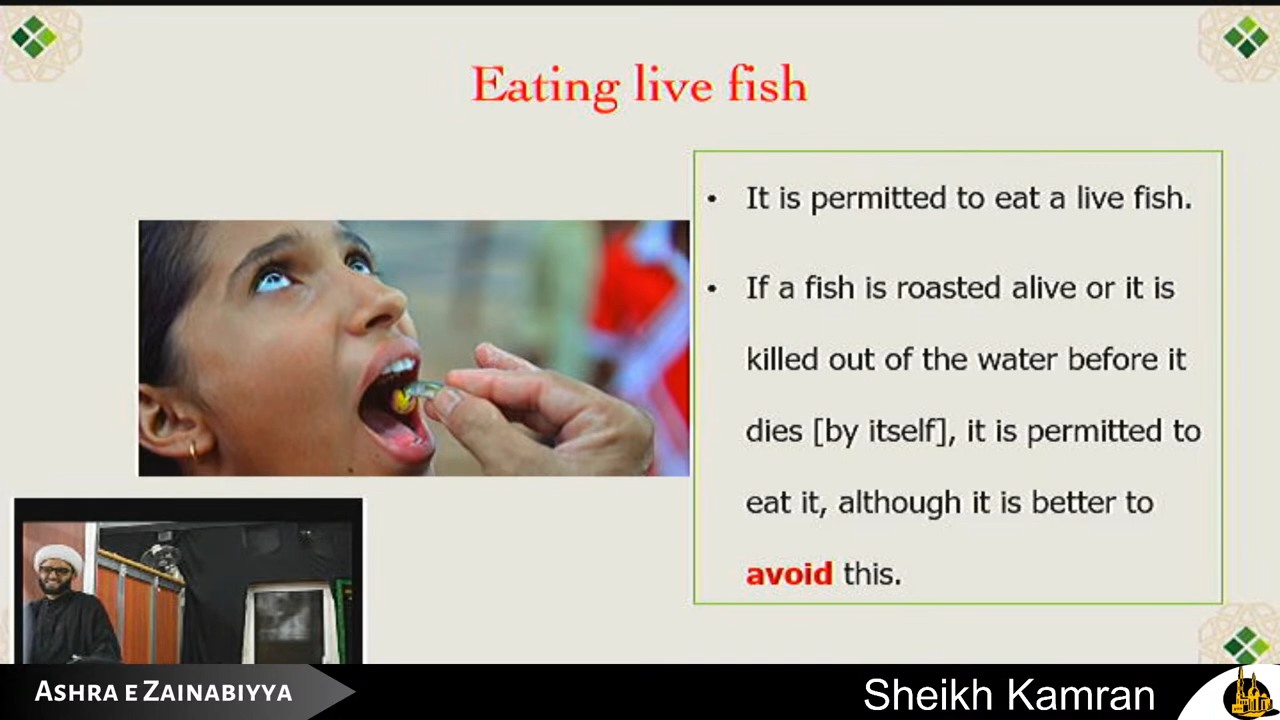 Eating live fish
• It is permitted to eat a live fish.
• If a fish is roasted alive or it is
killed out of the water before it
dies [by itself], it is permitted to
eat it, although it is better to
avoid this.
ASHRA E ZAINABIYYA
Sheikh Kamran